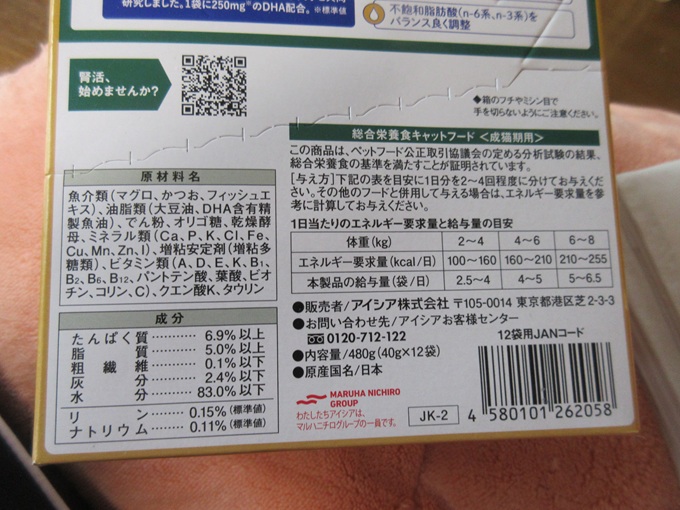 研究しました。1袋に250mg※のDHA配合。※標準値
不飽和脂肪酸(n-6系、n-3系)を
バランス良く調整
腎活、
始めませんか?
◆箱のフチやミシン目で
手を切らないようにご注意ください。
総合栄養食キャットフード<成猫期用>
この商品は、ペットフード公正取引協議会の定める分析試験の結果、
総合栄養食の基準を満たすことが証明されています。
[与え方]下記の表を目安に1日分を2~4回程度に分けてお与えくだ
さい。その他のフードと併用して与える場合は、エネルギー要求量を参
考に計算してお与えください。
1日当たりのエネルギー要求量と給与量の目安
体重(kg) 2~4 4~6 6~8
エネルギー要求量(kcal/日) 100~160 160~210 210~255
本製品の給与量(袋/日) 2.5~4 4~5 5~6.5
●販売者/アイシア株式会社 〒105-0014 東京都港区芝2-3-3
●お問い合わせ先/アイシアお客様センター
0120-712-122
●内容量/480g(40g×12袋)
●原産国名/日本
12袋用JANコード
MARUHA NICHIRO
GROUP
わたしたちアイシアは、
マルハニチログループの一員です。
JK-2
4 580101 262058
原材料名
魚介類(マグロ、かつお、フィッシュエ
キス)、油脂類(大豆油、DHA含有精
製魚油)、でん粉、オリゴ糖、乾燥酵
母、ミネラル類(Ca、P、K、Cl、Fe、
Cu、Mn、Zn、I)、増粘安定剤(増粘多
糖類)、ビタミン類(A、D、E、K、B1、
B2、B6、B12、パントテン酸、葉酸、ビオ
チン、コリン、C)、クエン酸K、タウリン
成分
たんぱく質………6.9%以上
脂質………5.0%以上
粗繊維………0.1%以下
灰分………2.4%以下
水分………83.0%以下
リン………0.15%(標準値)
ナトリウム………0.11%(標準値)